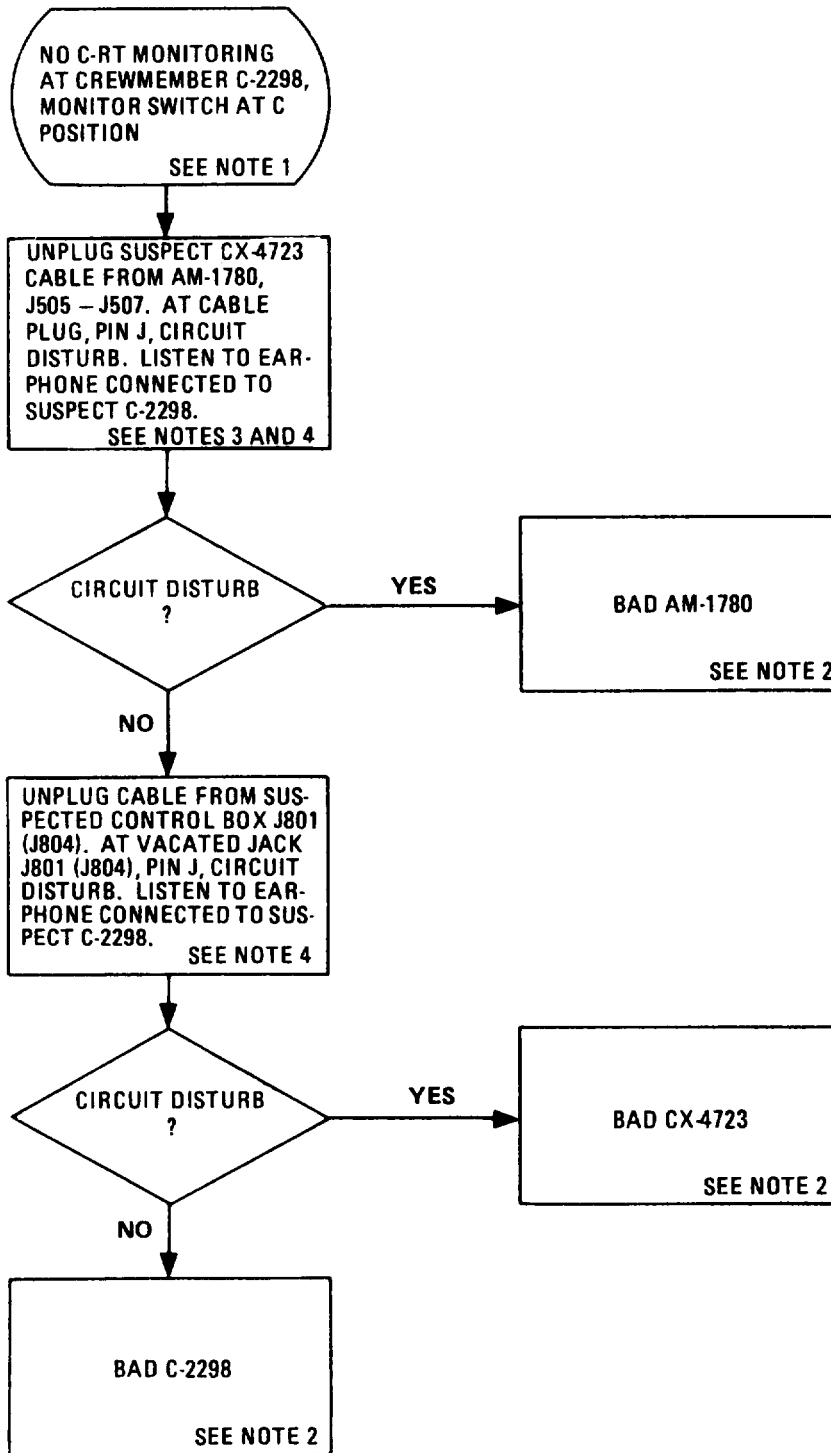 NO C-RT MONITORING
AT CREWMEMBER C-2298,
MONITOR SWITCH AT C
POSITION
SEE NOTE 1
UNPLUG SUSPECT CX-4723
CABLE FROM AM-1780,
J505 – J507. AT CABLE
PLUG, PIN J, CIRCUIT
DISTURB. LISTEN TO EAR-
PHONE CONNECTED TO
SUSPECT C-2298.
SEE NOTES 3 AND 4
CIRCUIT DISTURB
?
YES
BAD AM-1780
SEE NOTE 2
NO
UNPLUG CABLE FROM SUS-
PECTED CONTROL BOX J801
(J804). AT VACATED JACK
J801 (J804), PIN J, CIRCUIT
DISTURB. LISTEN TO EAR-
PHONE CONNECTED TO SUS-
PECT C-2298.
SEE NOTE 4
CIRCUIT DISTURB
?
YES
BAD CX-4723
SEE NOTE 2
NO
BAD C-2298
SEE NOTE 2